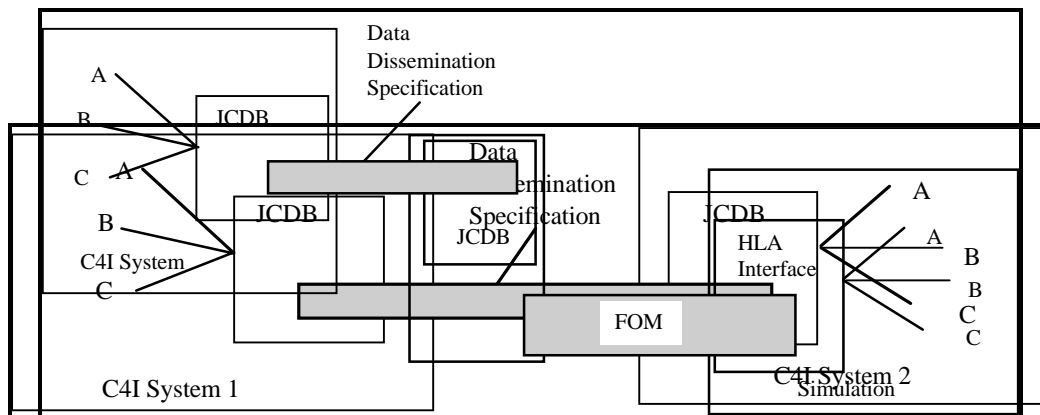 Data
Dissemination
Specification
A
B
JCDB
C
A
Data
emination
Specification
JCDB
JCDB
JCDB
A
B
C4I System
C
HLA
Interface
A
A
B
B
C
C
FOM
C4I System 1
C4I System 2
Simulation